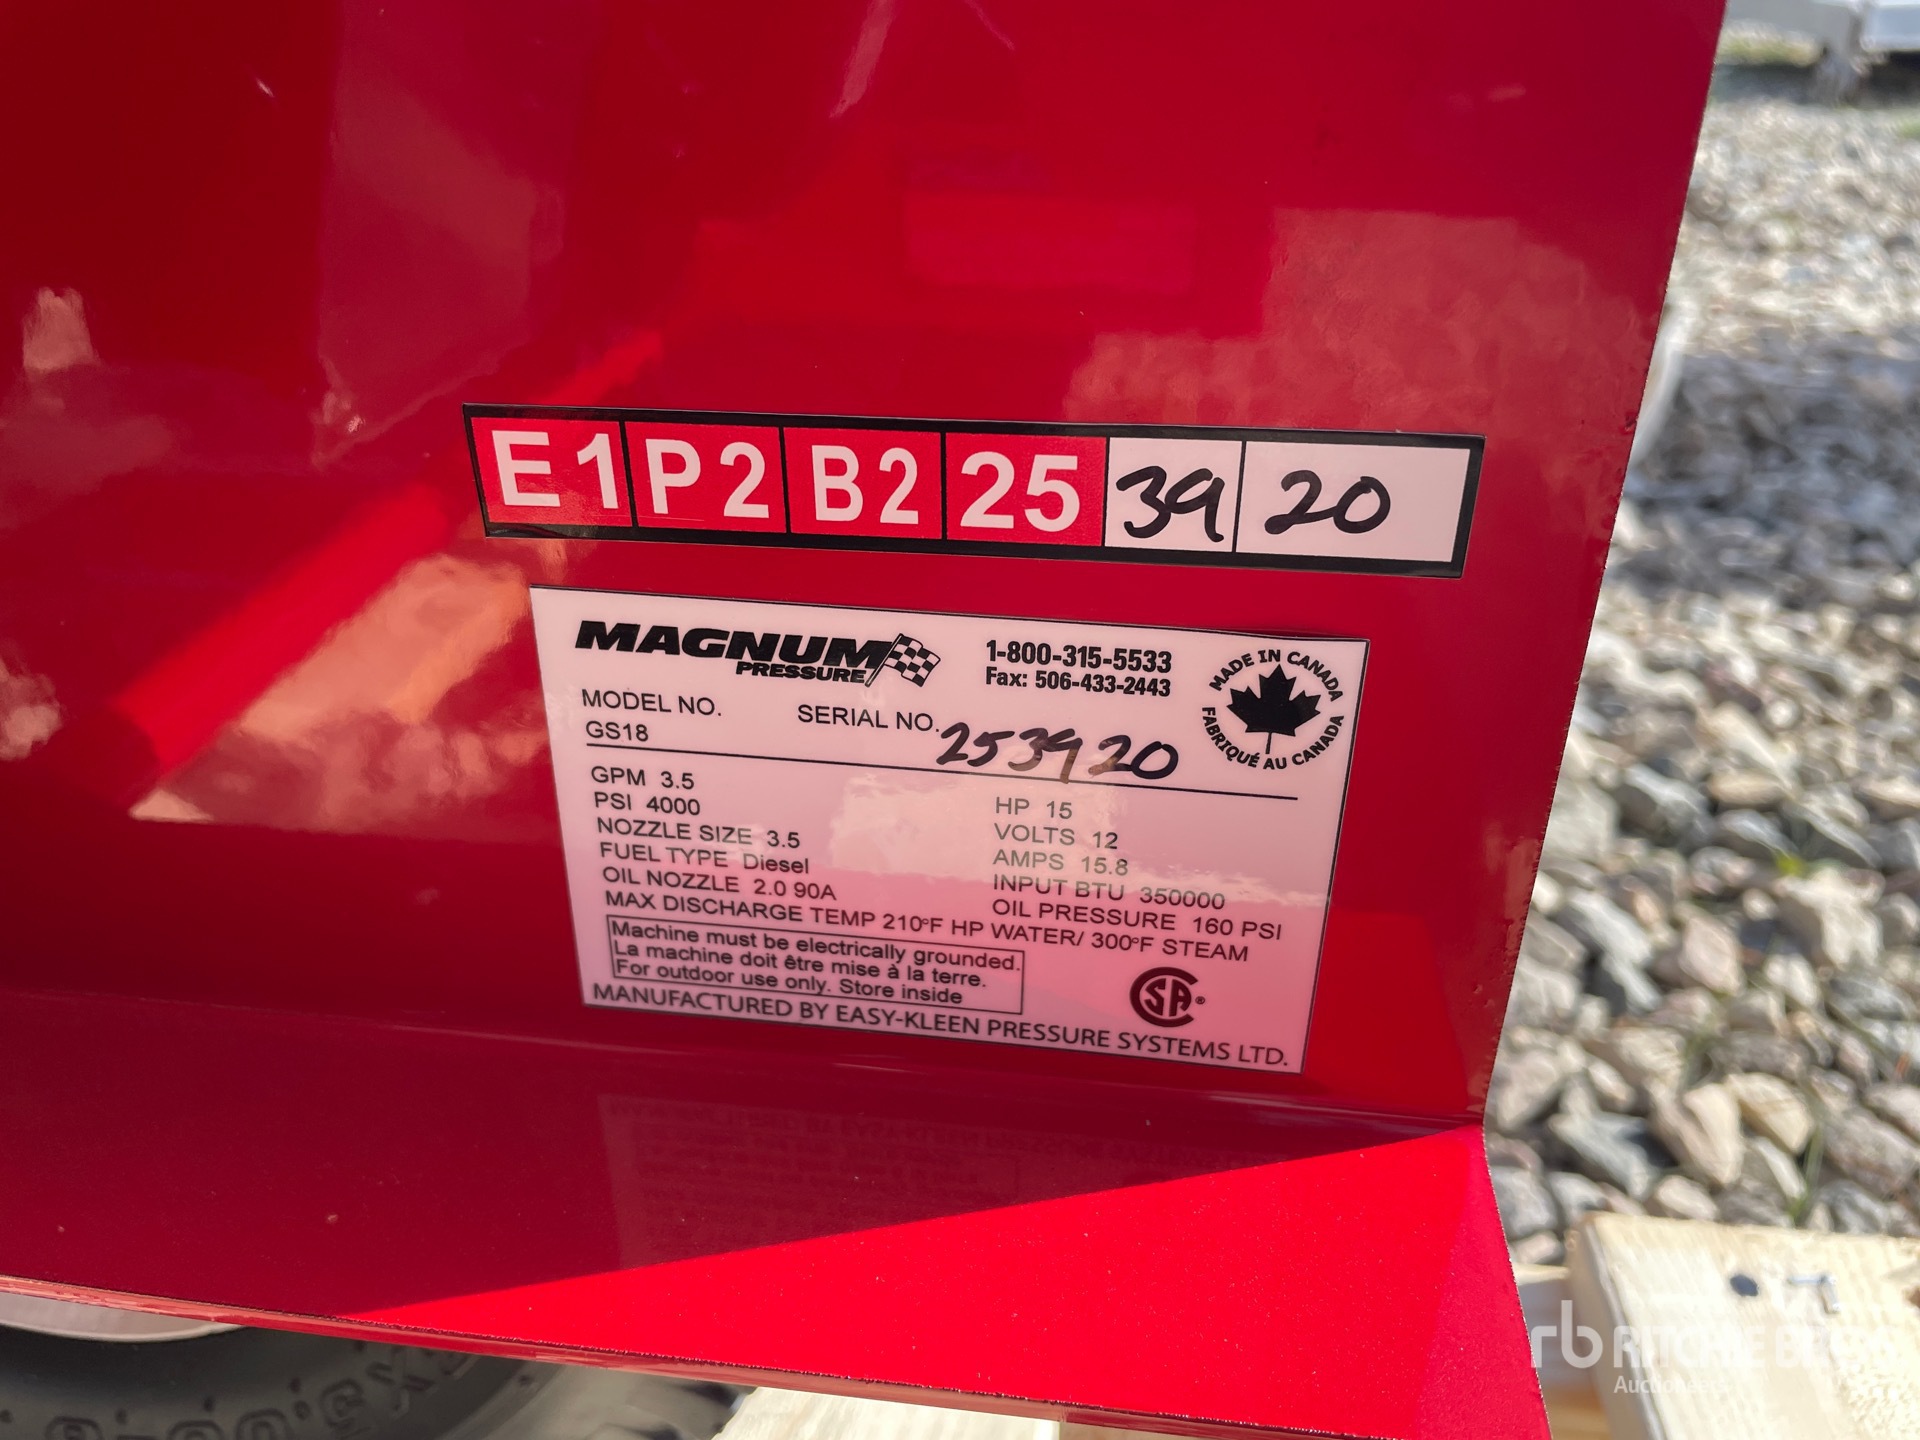 E1 P2 B2 25 39 20
MAGNUM
PRESSURE
1-800-315-5533
Fax: 506-433-2443
MADE IN CANADA
FABRIQUÉ AU CANADA
MODEL NO.
GS18
SERIAL NO. 253920
GPM 3.5
PSI 4000
NOZZLE SIZE 3.5
FUEL TYPE Diesel
OIL NOZZLE 2.0 90A
HP 15
VOLTS 12
AMPS 15.8
INPUT BTU 350000
OIL PRESSURE 160 PSI
MAX DISCHARGE TEMP 210°F HP WATER/ 300°F STEAM
Machine must be electrically grounded.
La machine doit être mise à la terre.
For outdoor use only. Store inside
CSA®
MANUFACTURED BY EASY-KLEEN PRESSURE SYSTEMS LTD.
rb RITCHIE BROS
Auctioneers